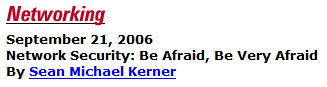 Networking
September 21, 2006
Network Security: Be Afraid, Be Very Afraid
By Sean Michael Kerner